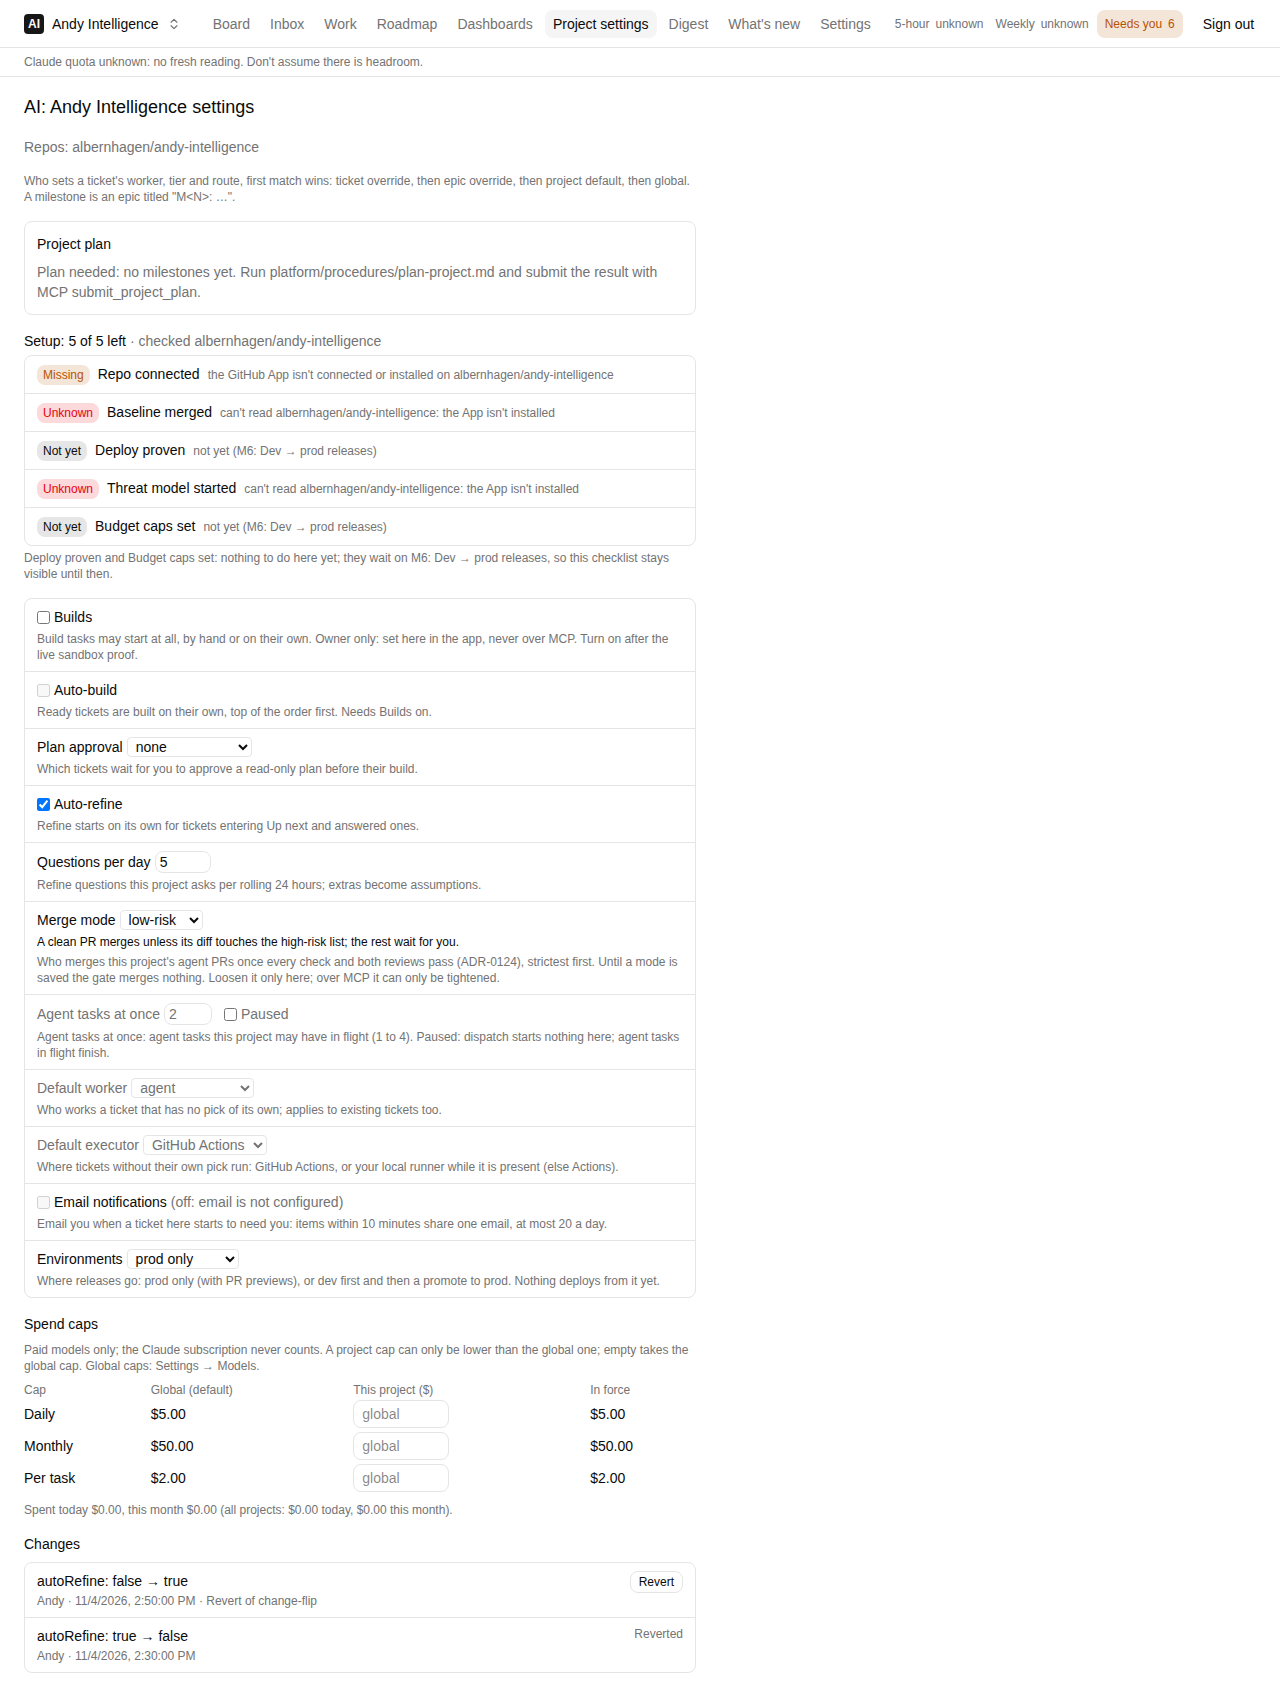 AI Andy Intelligence Board Inbox Work Roadmap Dashboards Project settings Digest What's new Settings 5-hour unknown Weekly unknown Needs you 6 Sign out
Claude quota unknown: no fresh reading. Don't assume there is headroom.
AI: Andy Intelligence settings
Repos: albernhagen/andy-intelligence
Who sets a ticket's worker, tier and route, first match wins: ticket override, then epic override, then project default, then global.
A milestone is an epic titled "M<N>: …".
Project plan
Plan needed: no milestones yet. Run platform/procedures/plan-project.md and submit the result with
MCP submit_project_plan.
Setup: 5 of 5 left · checked albernhagen/andy-intelligence
Missing Repo connected the GitHub App isn't connected or installed on albernhagen/andy-intelligence
Unknown Baseline merged can't read albernhagen/andy-intelligence: the App isn't installed
Not yet Deploy proven not yet (M6: Dev → prod releases)
Unknown Threat model started can't read albernhagen/andy-intelligence: the App isn't installed
Not yet Budget caps set not yet (M6: Dev → prod releases)
Deploy proven and Budget caps set: nothing to do here yet; they wait on M6: Dev → prod releases, so this checklist stays
visible until then.
Builds
Build tasks may start at all, by hand or on their own. Owner only: set here in the app, never over MCP. Turn on after the
live sandbox proof.
Auto-build
Ready tickets are built on their own, top of the order first. Needs Builds on.
Plan approval none
Which tickets wait for you to approve a read-only plan before their build.
Auto-refine
Refine starts on its own for tickets entering Up next and answered ones.
Questions per day 5
Refine questions this project asks per rolling 24 hours; extras become assumptions.
Merge mode low-risk
A clean PR merges unless its diff touches the high-risk list; the rest wait for you.
Who merges this project's agent PRs once every check and both reviews pass (ADR-0124), strictest first. Until a mode is
saved the gate merges nothing. Loosen it only here; over MCP it can only be tightened.
Agent tasks at once 2 Paused
Agent tasks at once: agent tasks this project may have in flight (1 to 4). Paused: dispatch starts nothing here; agent tasks
in flight finish.
Default worker agent
Who works a ticket that has no pick of its own; applies to existing tickets too.
Default executor GitHub Actions
Where tickets without their own pick run: GitHub Actions, or your local runner while it is present (else Actions).
Email notifications (off: email is not configured)
Email you when a ticket here starts to need you: items within 10 minutes share one email, at most 20 a day.
Environments prod only
Where releases go: prod only (with PR previews), or dev first and then a promote to prod. Nothing deploys from it yet.
Spend caps
Paid models only; the Claude subscription never counts. A project cap can only be lower than the global one; empty takes the
global cap. Global caps: Settings → Models.
Cap Global (default) This project ($) In force
Daily $5.00 global $5.00
Monthly $50.00 global $50.00
Per task $2.00 global $2.00
Spent today $0.00, this month $0.00 (all projects: $0.00 today, $0.00 this month).
Changes
autoRefine: false → true Revert
Andy · 11/4/2026, 2:50:00 PM · Revert of change-flip
autoRefine: true → false Reverted
Andy · 11/4/2026, 2:30:00 PM